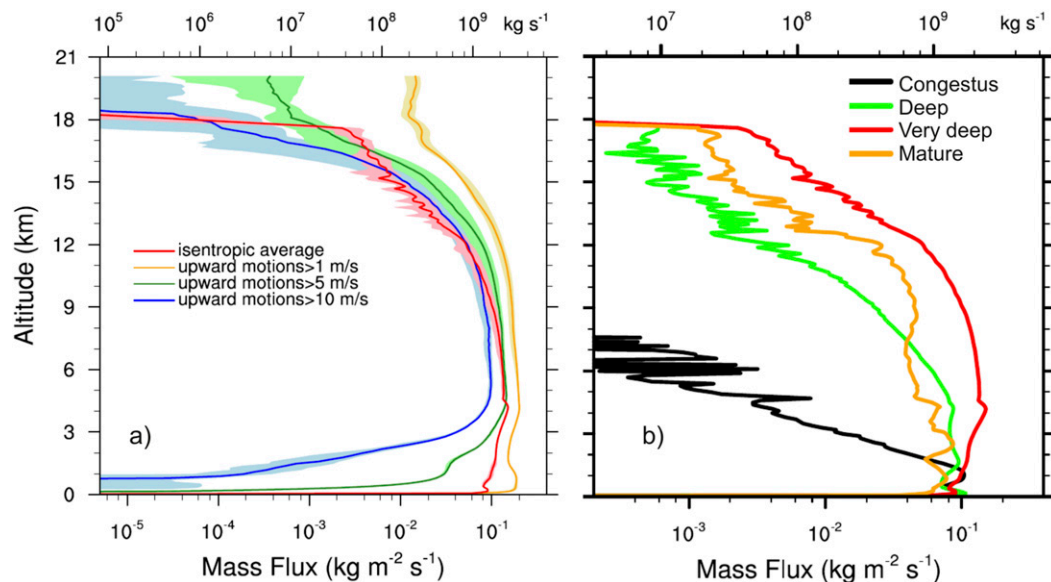 10^5 10^6 10^7 10^8 10^9 kg s^-1
21
18
15
12
9
6
3
0
Altitude (km)
isentropic average
upward motions>1 m/s
upward motions>5 m/s
upward motions>10 m/s
a)
10^-5 10^-4 10^-3 10^-2 10^-1
Mass Flux (kg m^-2 s^-1)
10^7 10^8 10^9 kg s^-1
Congestus
Deep
Very deep
Mature
b)
10^-3 10^-2 10^-1
Mass Flux (kg m^-2 s^-1)